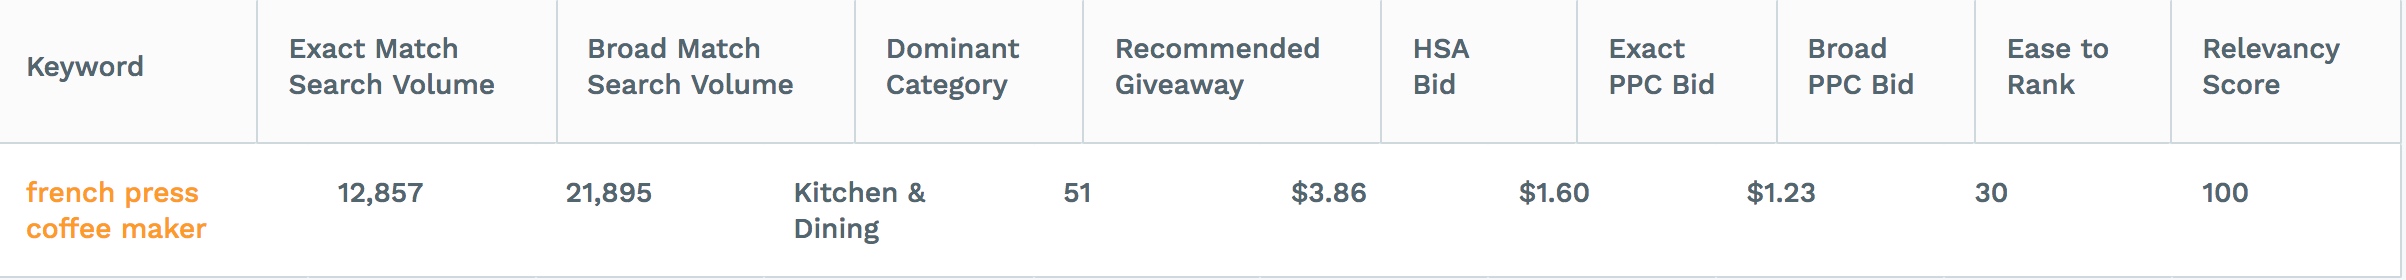 Keyword
Exact Match
Search Volume
Broad Match
Search Volume
Dominant
Category
Recommended
Giveaway
HSA
Bid
Exact
PPC Bid
Broad
PPC Bid
Ease to
Rank
Relevancy
Score
french press
coffee maker
12,857
21,895
Kitchen &
Dining
51
$3.86
$1.60
$1.23
30
100